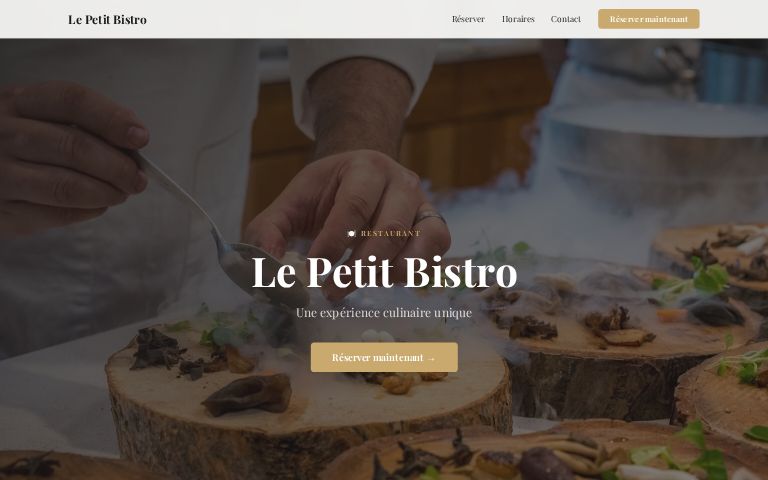 Le Petit Bistro
Réserver
Horaires
Contact
Réserver maintenant
RESTAURANT
Le Petit Bistro
Une expérience culinaire unique
Réserver maintenant →